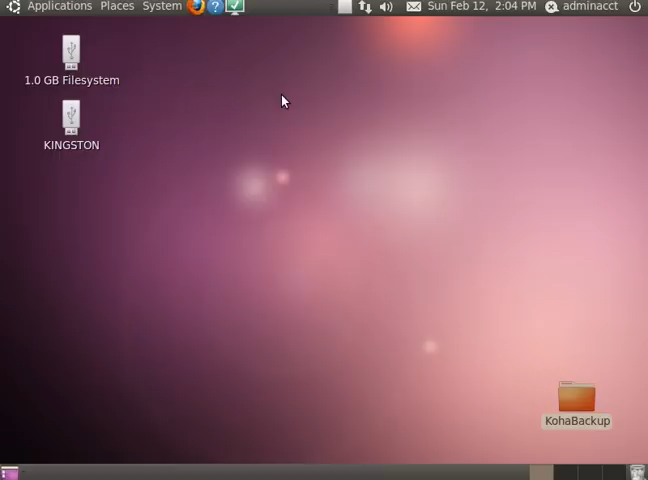 Applications Places System ? Sun Feb 12, 2:04 PM adminacct
1.0 GB Filesystem
KINGSTON
KohaBackup